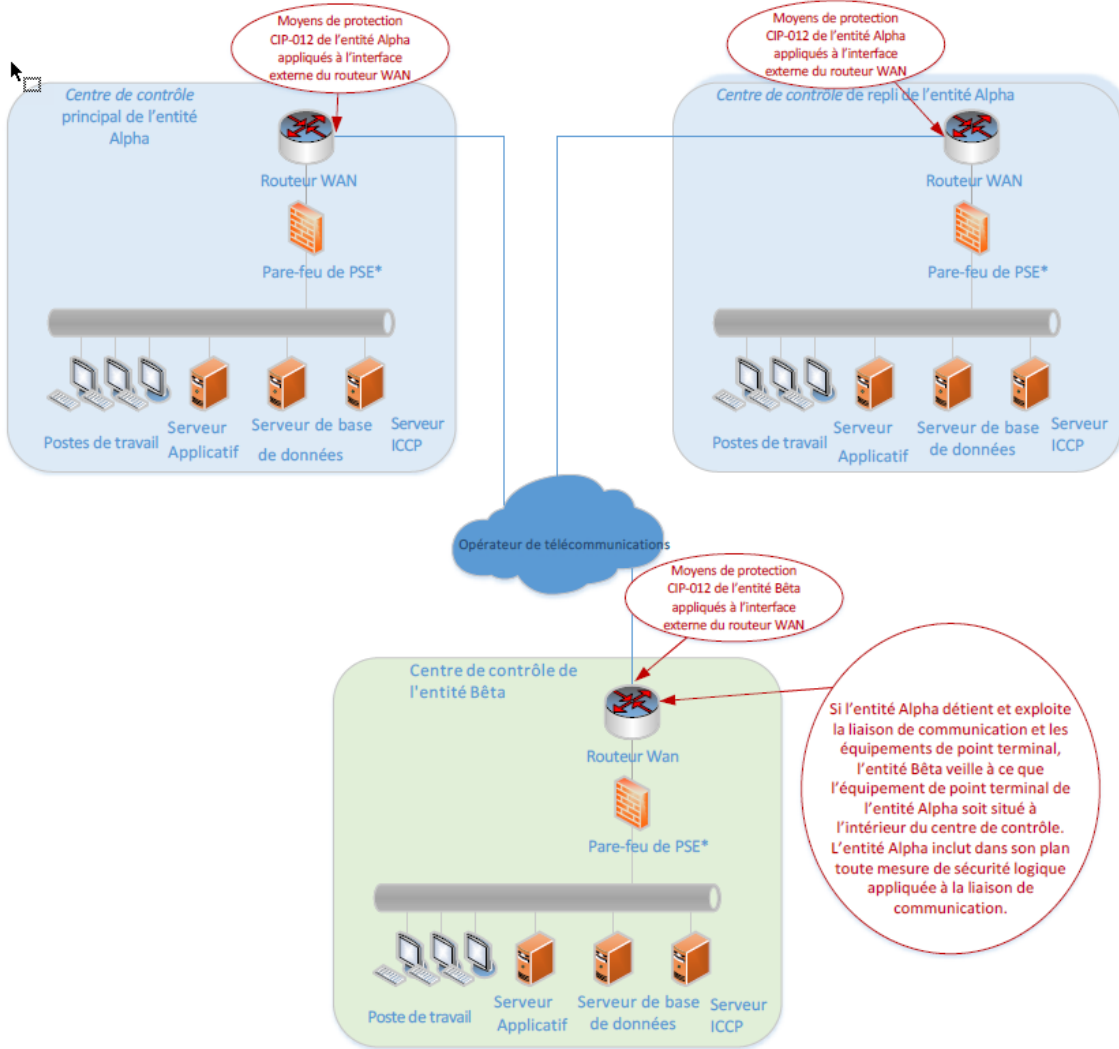 Moyens de protection
CIP-012 de l'entité Alpha
appliqués à l'interface
externe du routeur WAN
Centre de contrôle
principal de l'entité
Alpha
Routeur WAN
Pare-feu de PSE*
Postes de travail
Serveur
Applicatif
Serveur de base
de données
Serveur
ICCP
Moyens de protection
CIP-012 de l'entité Alpha
appliqués à l'interface
externe du routeur WAN
Centre de contrôle de repli de l'entité Alpha
Routeur WAN
Pare-feu de PSE*
Postes de travail
Serveur
Applicatif
Serveur de base
de données
Serveur
ICCP
Opérateur de télécommunications
Moyens de protection
CIP-012 de l'entité Bêta
appliqués à l'interface
externe du routeur WAN
Centre de contrôle de
l'entité Bêta
Routeur Wan
Pare-feu de PSE*
Poste de travail
Serveur
Applicatif
Serveur de base
de données
Serveur
ICCP
Si l'entité Alpha détient et exploite
la liaison de communication et les
équipements de point terminal,
l'entité Bêta veille à ce que
l'équipement de point terminal de
l'entité Alpha soit situé à
l'intérieur du centre de contrôle.
L'entité Alpha inclut dans son plan
toute mesure de sécurité logique
appliquée à la liaison de
communication.